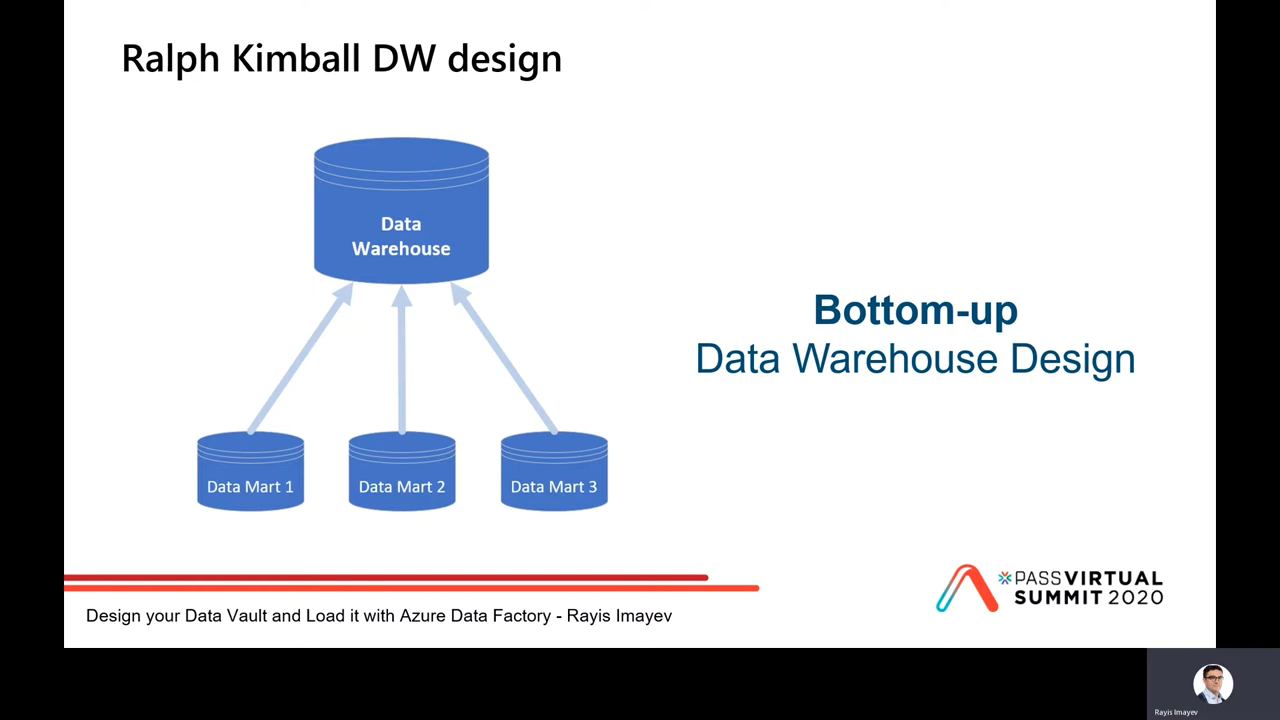 Ralph Kimball DW design
Data
Warehouse
Bottom-up
Data Warehouse Design
Data Mart 1
Data Mart 2
Data Mart 3
PASS VIRTUAL
SUMMIT 2020
Design your Data Vault and Load it with Azure Data Factory - Rayis Imayev
Rayis Imayev